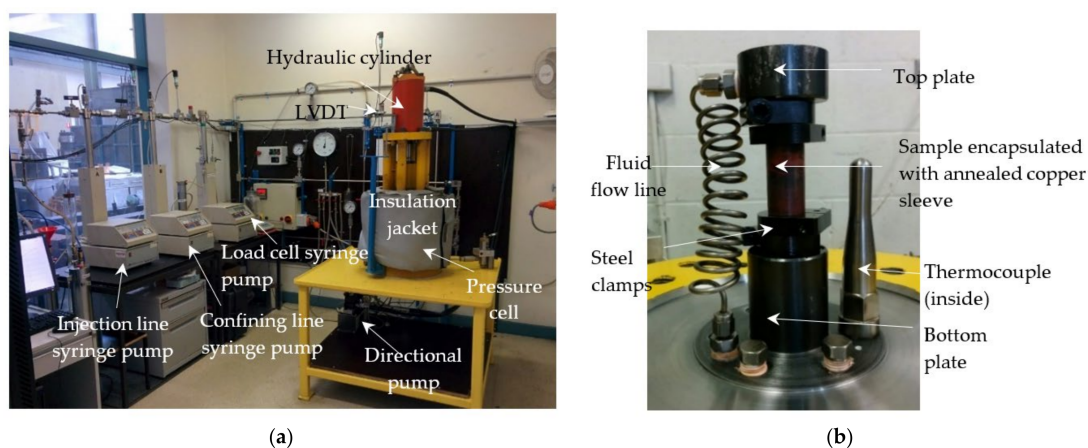 Hydraulic cylinder
LVDT
Insulation
jacket
Load cell syringe
pump
Pressure
cell
Injection line
syringe pump
Confining line
syringe pump
Directional
pump
(a)
Top plate
Fluid
flow line
Sample encapsulated
with annealed copper
sleeve
Steel
clamps
Thermocouple
(inside)
Bottom
plate
(b)